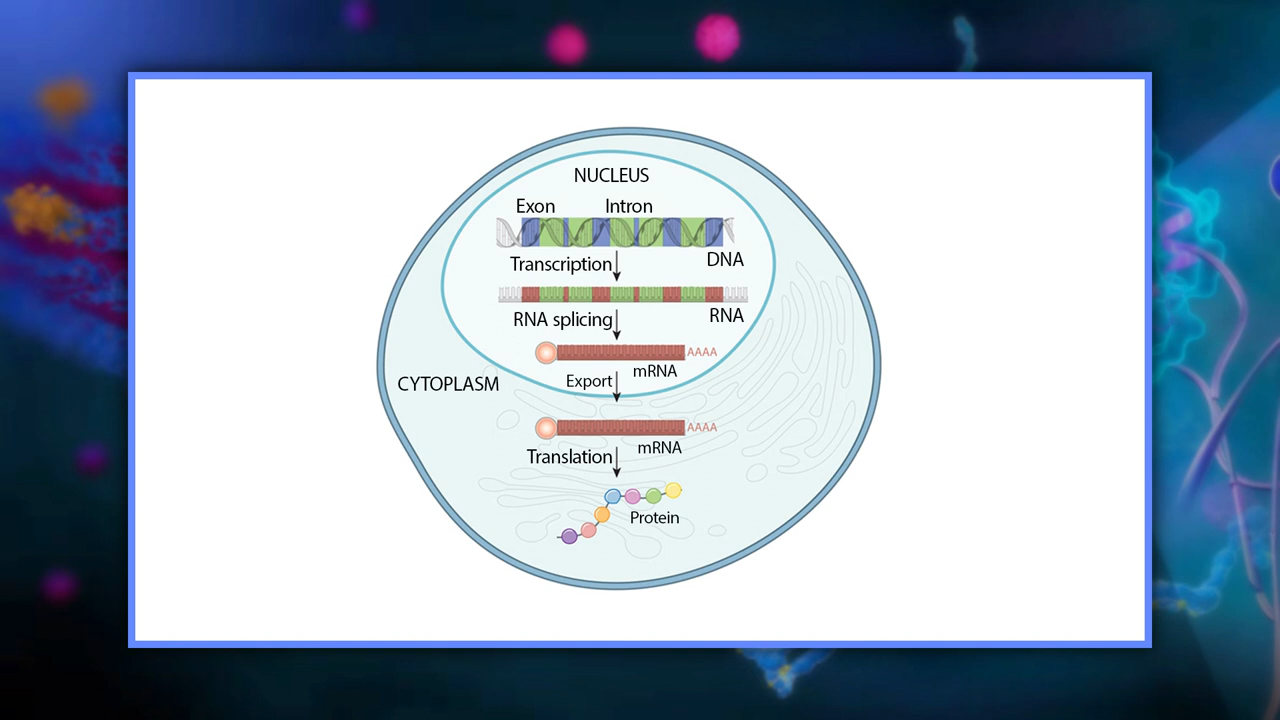 NUCLEUS
Exon Intron
DNA
Transcription
RNA
RNA splicing
AAAA
mRNA
Export
CYTOPLASM
AAAA
mRNA
Translation
Protein